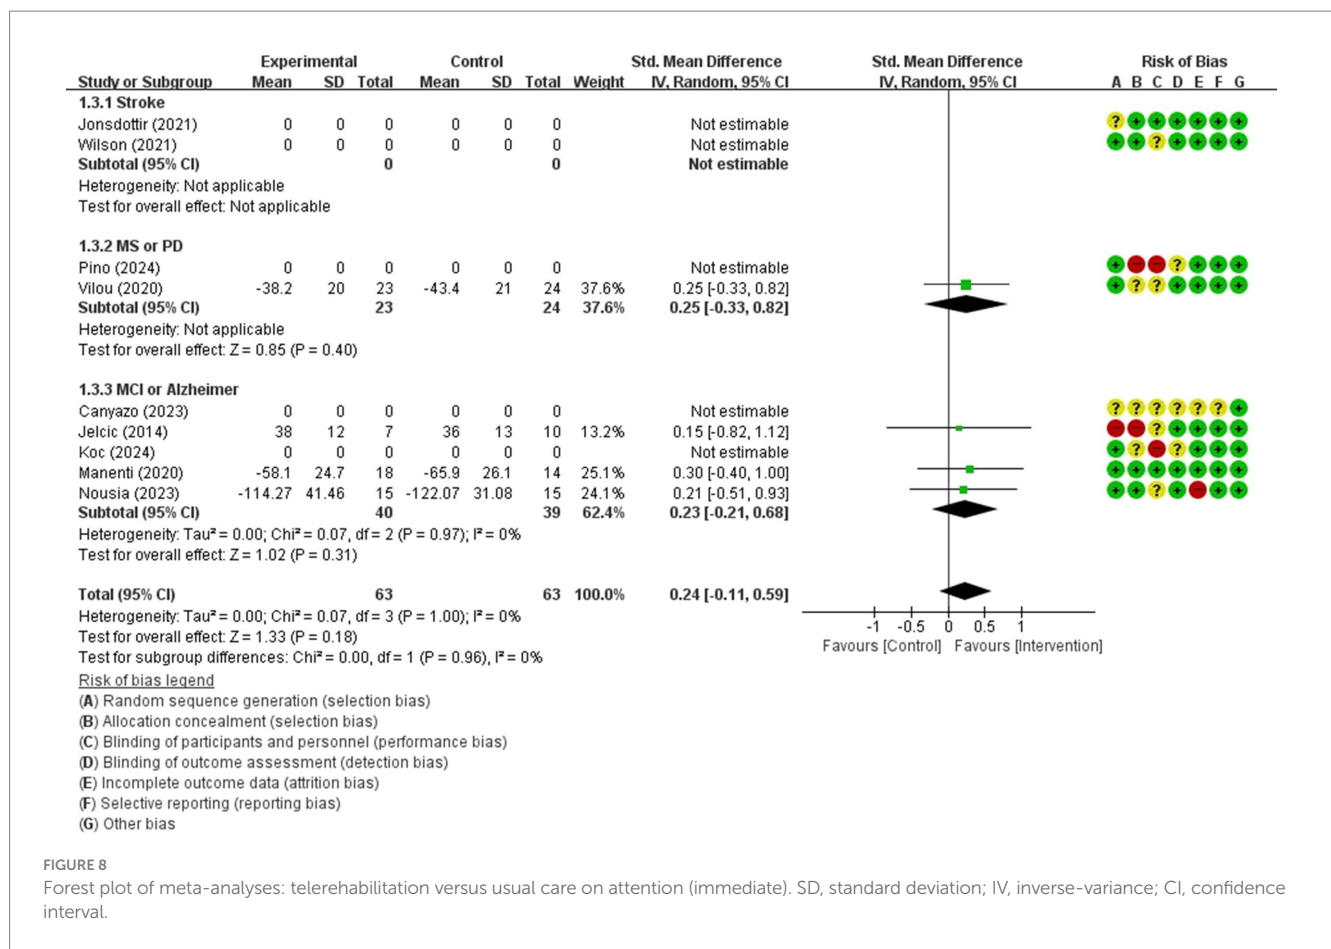 Experimental Control Std. Mean Difference Std. Mean Difference Risk of Bias
Study or Subgroup Mean SD Total Mean SD Total Weight IV, Random, 95% CI IV, Random, 95% CI A B C D E F G
1.3.1 Stroke
Jonsdottir (2021) 0 0 0 0 0 0 Not estimable ? + + + + + +
Wilson (2021) 0 0 0 0 0 0 Not estimable + + ? + + + +
Subtotal (95% CI) 0 0 Not estimable
Heterogeneity: Not applicable
Test for overall effect: Not applicable
1.3.2 MS or PD
Pino (2024) 0 0 0 0 0 0 Not estimable + − − ? + + +
Vilou (2020) -38.2 20 23 -43.4 21 24 37.6% 0.25 [-0.33, 0.82] + ? ? + + + +
Subtotal (95% CI) 23 24 37.6% 0.25 [-0.33, 0.82]
Heterogeneity: Not applicable
Test for overall effect: Z = 0.85 (P = 0.40)
1.3.3 MCI or Alzheimer
Canyazo (2023) 0 0 0 0 0 0 Not estimable ? ? ? ? ? ? +
Jelcic (2014) 38 12 7 36 13 10 13.2% 0.15 [-0.82, 1.12] − − ? + + + +
Koc (2024) 0 0 0 0 0 0 Not estimable + ? − ? + + +
Manenti (2020) -58.1 24.7 18 -65.9 26.1 14 25.1% 0.30 [-0.40, 1.00] + + + + + + +
Nousia (2023) -114.27 41.46 15 -122.07 31.08 15 24.1% 0.21 [-0.51, 0.93] + + ? + − + +
Subtotal (95% CI) 40 39 62.4% 0.23 [-0.21, 0.68]
Heterogeneity: Tau² = 0.00; Chi² = 0.07, df = 2 (P = 0.97); I² = 0%
Test for overall effect: Z = 1.02 (P = 0.31)
Total (95% CI) 63 63 100.0% 0.24 [-0.11, 0.59]
Heterogeneity: Tau² = 0.00; Chi² = 0.07, df = 3 (P = 1.00); I² = 0%
Test for overall effect: Z = 1.33 (P = 0.18)
Test for subgroup differences: Chi² = 0.00, df = 1 (P = 0.96), I² = 0%
-1 -0.5 0 0.5 1
Favours [Control] Favours [Intervention]
Risk of bias legend
(A) Random sequence generation (selection bias)
(B) Allocation concealment (selection bias)
(C) Blinding of participants and personnel (performance bias)
(D) Blinding of outcome assessment (detection bias)
(E) Incomplete outcome data (attrition bias)
(F) Selective reporting (reporting bias)
(G) Other bias
FIGURE 8
Forest plot of meta-analyses: telerehabilitation versus usual care on attention (immediate). SD, standard deviation; IV, inverse-variance; CI, confidence
interval.